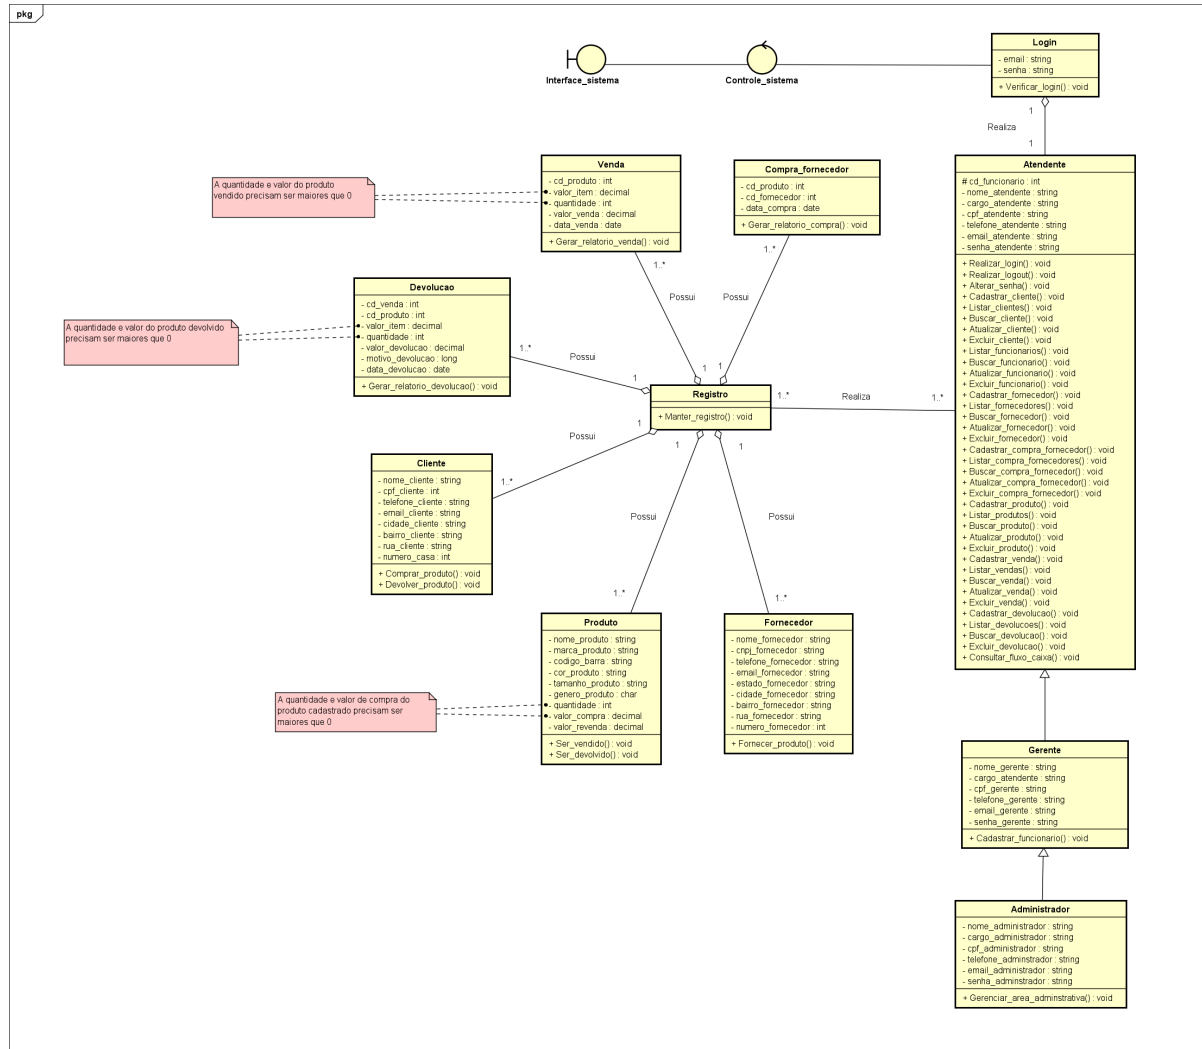 pkg
Interface_sistema
Controle_sistema
Login
- email : string
- senha : string
+ Verificar_login() : void
1
Realiza
1
Atendente
# cd_funcionario : int
- nome_atendente : string
- cargo_atendente : string
- cpf_atendente : string
- telefone_atendente : string
- email_atendente : string
- senha_atendente : string
+ Realizar_login() : void
+ Realizar_logout() : void
+ Alterar_senha() : void
+ Cadastrar_cliente() : void
+ Listar_clientes() : void
+ Buscar_cliente() : void
+ Atualizar_cliente() : void
+ Excluir_cliente() : void
+ Listar_funcionarios() : void
+ Buscar_funcionario() : void
+ Atualizar_funcionario() : void
+ Excluir_funcionario() : void
+ Cadastrar_fornecedor() : void
+ Listar_fornecedores() : void
+ Buscar_fornecedor() : void
+ Atualizar_fornecedor() : void
+ Excluir_fornecedor() : void
+ Cadastrar_compra_fornecedor() : void
+ Listar_compra_fornecedores() : void
+ Buscar_compra_fornecedor() : void
+ Atualizar_compra_fornecedor() : void
+ Excluir_compra_fornecedor() : void
+ Cadastrar_produto() : void
+ Listar_produtos() : void
+ Buscar_produto() : void
+ Atualizar_produto() : void
+ Excluir_produto() : void
+ Cadastrar_venda() : void
+ Listar_vendas() : void
+ Buscar_venda() : void
+ Atualizar_venda() : void
+ Excluir_venda() : void
+ Cadastrar_devolucao() : void
+ Listar_devolucoes() : void
+ Buscar_devolucao() : void
+ Excluir_devolucao() : void
+ Consultar_fluxo_caixa() : void
A quantidade e valor do produto
vendido precisam ser maiores que 0
Venda
- cd_produto : int
- valor_item : decimal
- quantidade : int
- valor_venda : decimal
- data_venda : date
+ Gerar_relatorio_venda() : void
1..*
Possui
1
Compra_fornecedor
- cd_produto : int
- cd_fornecedor : int
- data_compra : date
+ Gerar_relatorio_compra() : void
1..*
Possui
1
A quantidade e valor do produto devolvido
precisam ser maiores que 0
Devolucao
- cd_venda : int
- cd_produto : int
- valor_item : decimal
- quantidade : int
- valor_devolucao : decimal
- motivo_devolucao : long
- data_devolucao : date
+ Gerar_relatorio_devolucao() : void
1..*
Possui
1
Registro
+ Manter_registro() : void
1..*
Realiza
1..*
Cliente
- nome_cliente : string
- cpf_cliente : int
- telefone_cliente : string
- email_cliente : string
- cidade_cliente : string
- bairro_cliente : string
- rua_cliente : string
- numero_casa : int
+ Comprar_produto() : void
+ Devolver_produto() : void
1..*
Possui
1
1
Possui
1..*
1
Possui
1..*
A quantidade e valor de compra do
produto cadastrado precisam ser
maiores que 0
Produto
- nome_produto : string
- marca_produto : string
- codigo_barra : string
- cor_produto : string
- tamanho_produto : string
- genero_produto : char
- quantidade : int
- valor_compra : decimal
- valor_revenda : decimal
+ Ser_vendido() : void
+ Ser_devolvido() : void
Fornecedor
- nome_fornecedor : string
- cnpj_fornecedor : string
- telefone_fornecedor : string
- email_fornecedor : string
- estado_fornecedor : string
- cidade_fornecedor : string
- bairro_fornecedor : string
- rua_fornecedor : string
- numero_fornecedor : int
+ Fornecer_produto() : void
Gerente
- nome_gerente : string
- cargo_atendente : string
- cpf_gerente : string
- telefone_gerente : string
- email_gerente : string
- senha_gerente : string
+ Cadastrar_funcionario() : void
Administrador
- nome_administrador : string
- cargo_administrador : string
- cpf_administrador : string
- telefone_adminstrador : string
- email_administrador : string
- senha_adminstrador : string
+ Gerenciar_area_adminstrativa() : void